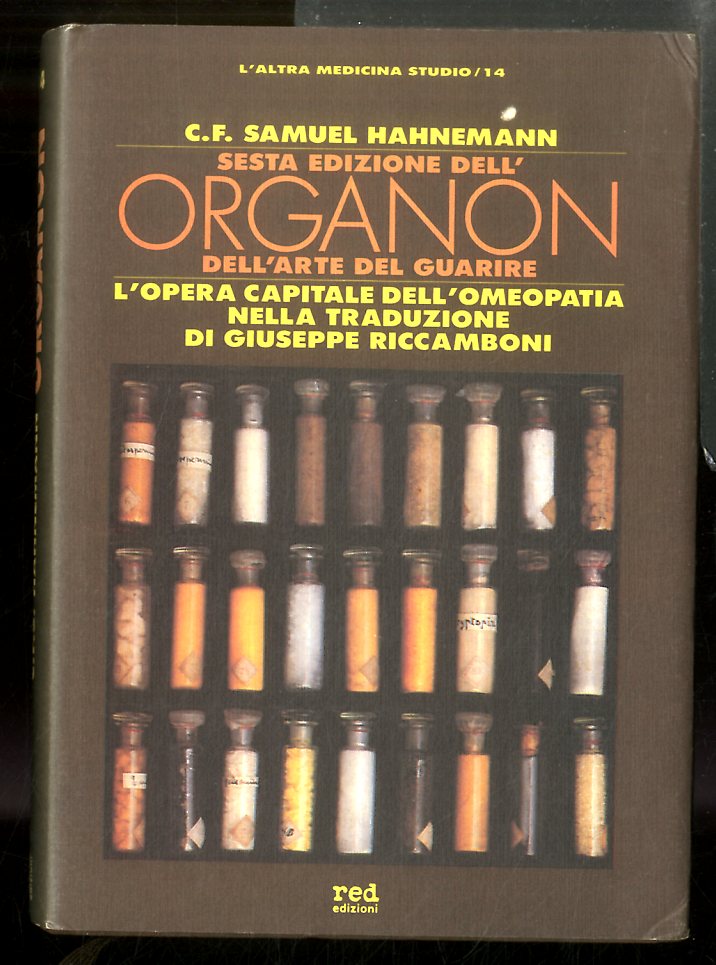 L'ALTRA MEDICINA STUDIO/14
C.F. SAMUEL HAHNEMANN
SESTA EDIZIONE DELL'
ORGANON
DELL'ARTE DEL GUARIRE
L'OPERA CAPITALE DELL'OMEOPATIA
NELLA TRADUZIONE
DI GIUSEPPE RICCAMBONI
red
edizioni
ORGANON